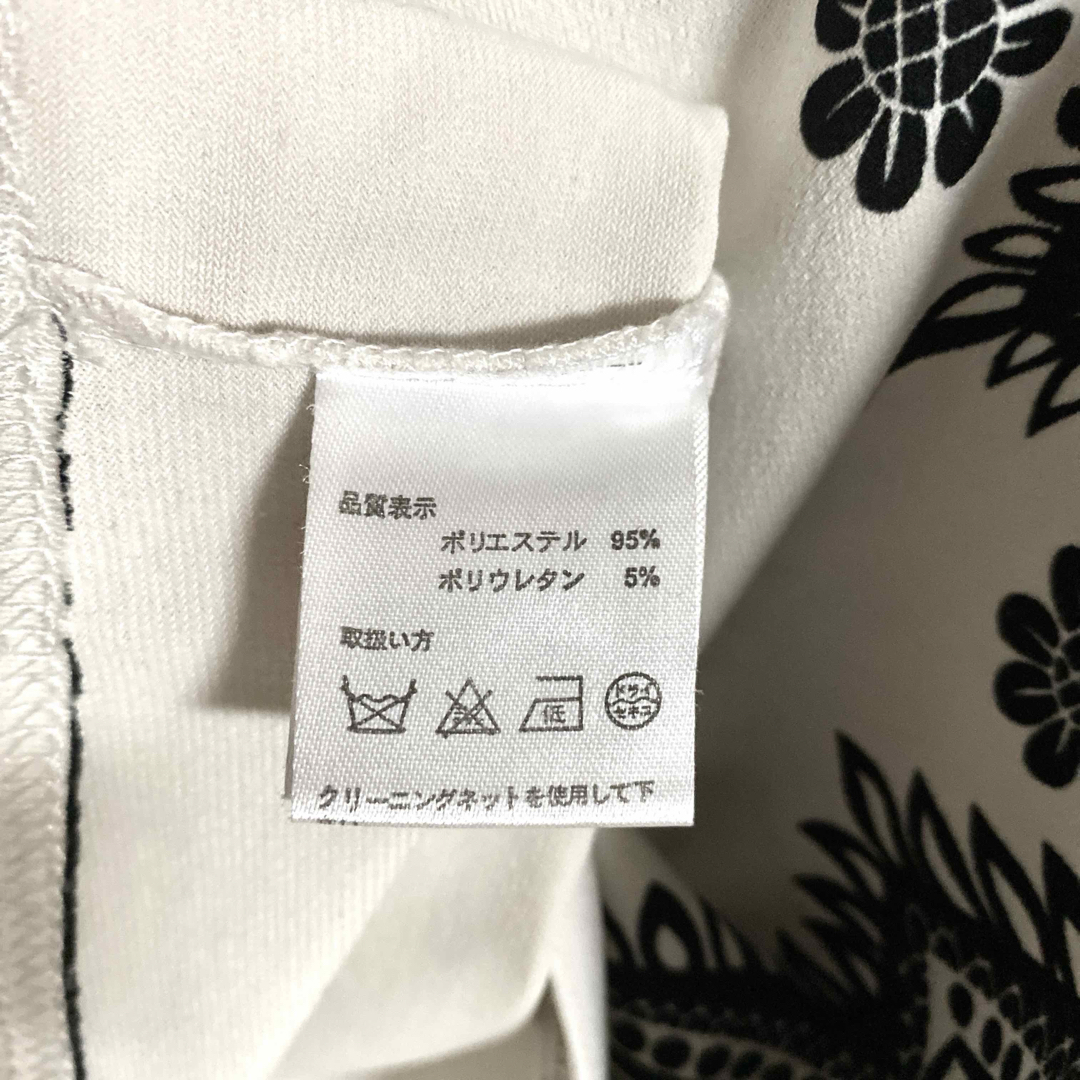 品質表示
ポリエステル 95%
ポリウレタン 5%
取扱い方
低 ドライ
セキユ
クリーニングネットを使用して下